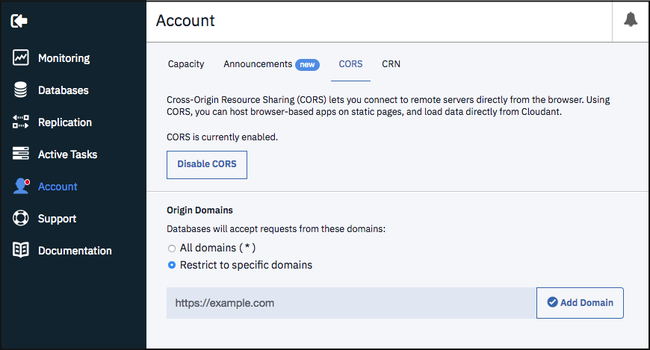 Account
Monitoring
Databases
Replication
Active Tasks
Account
Support
Documentation
Capacity Announcements new CORS CRN
Cross-Origin Resource Sharing (CORS) lets you connect to remote servers directly from the browser. Using
CORS, you can host browser-based apps on static pages, and load data directly from Cloudant.
CORS is currently enabled.
Disable CORS
Origin Domains
Databases will accept requests from these domains:
All domains ( * )
Restrict to specific domains
https://example.com Add Domain